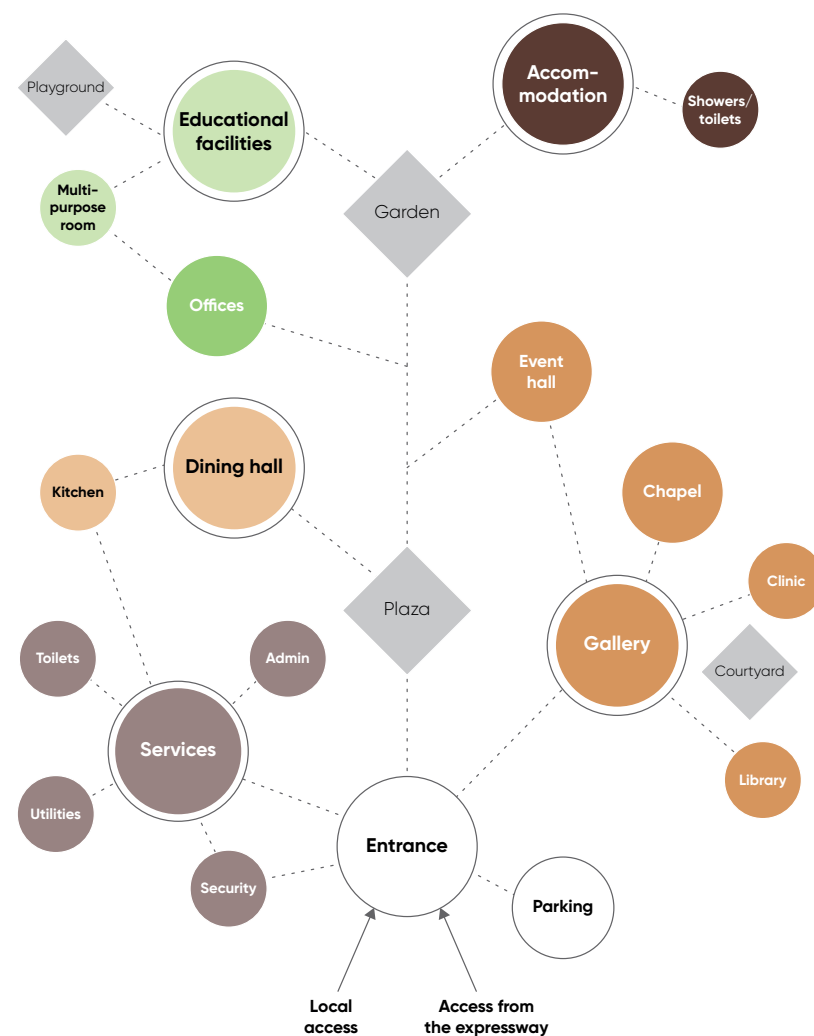 Playground
Educational
facilities
Accom-
modation
Showers/
toilets
Multi-
purpose
room
Garden
Offices
Event
hall
Dining hall
Kitchen
Chapel
Clinic
Plaza
Gallery
Courtyard
Toilets
Admin
Services
Utilities
Library
Entrance
Security
Parking
Local
access
Access from
the expressway